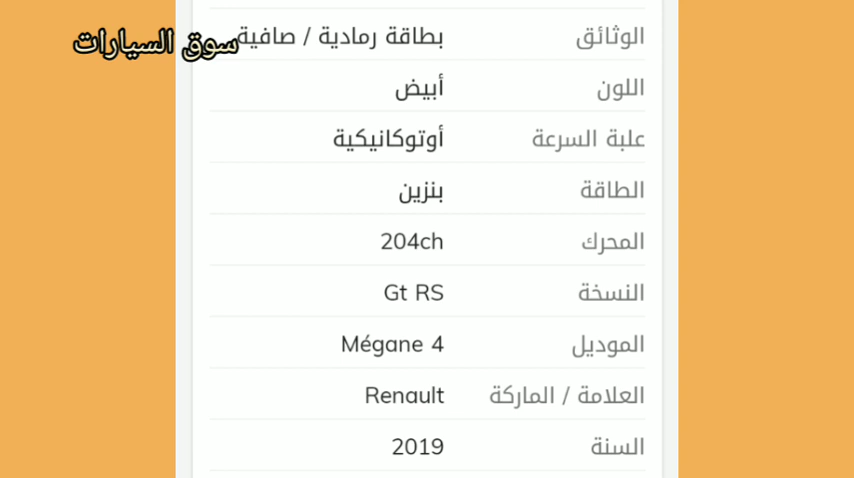 سوق السيارات
الوثائق بطاقة رمادية / صافية
اللون أبيض
علبة السرعة أوتوكانيكية
الطاقة بنزين
المحرك 204ch
النسخة Gt RS
الموديل Mégane 4
العلامة / الماركة Renault
السنة 2019